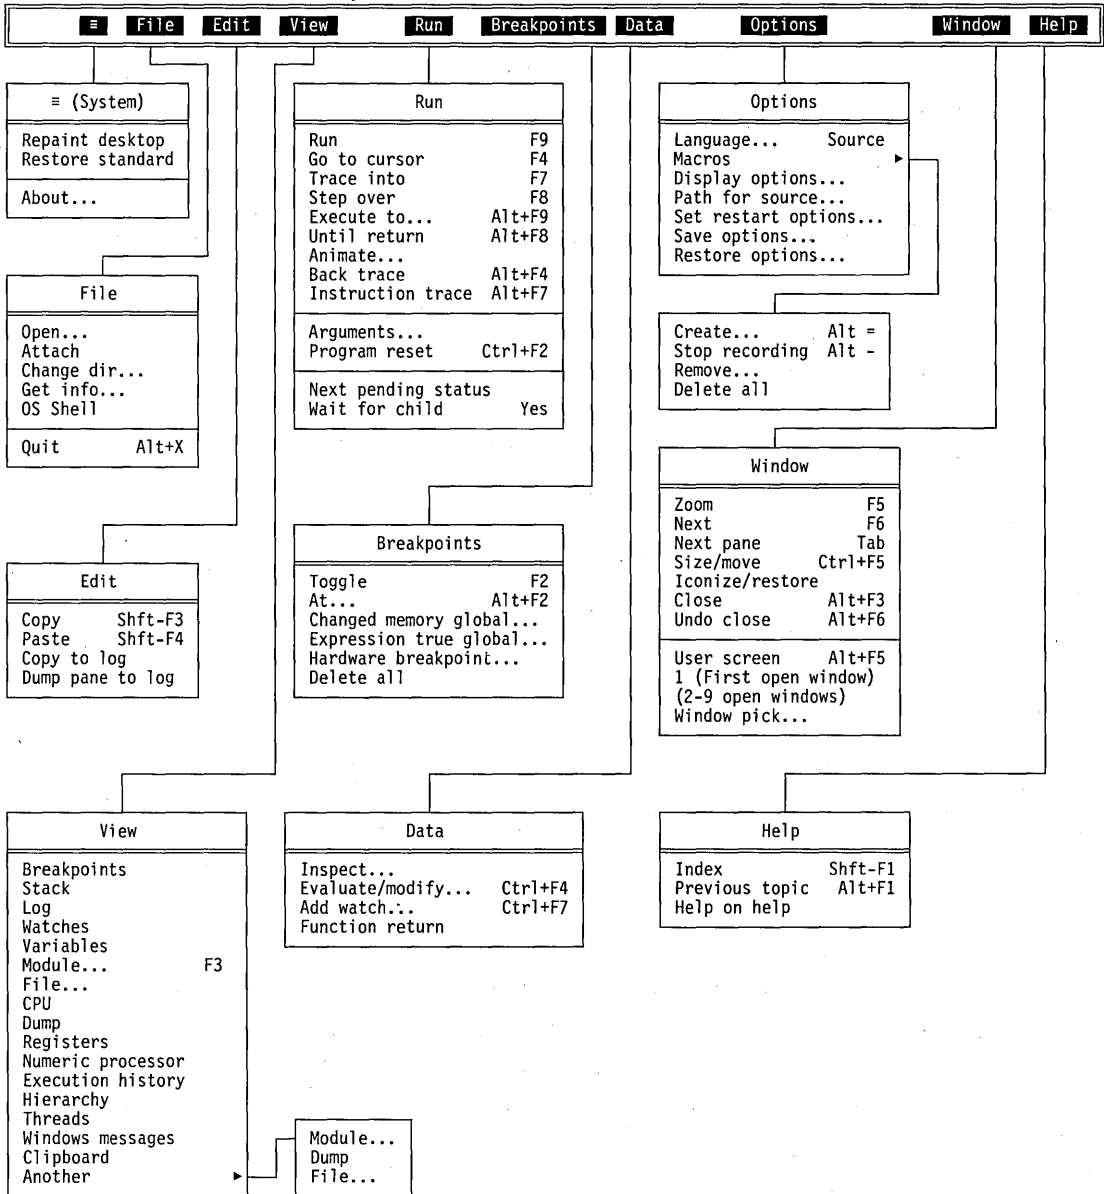 ≡ File Edit View Run Breakpoints Data Options Window Help
≡ (System)
Repaint desktop
Restore standard
About...
File
Open...
Attach
Change dir...
Get info...
OS Shell
Quit Alt+X
Edit
Copy Shft-F3
Paste Shft-F4
Copy to log
Dump pane to log
View
Breakpoints
Stack
Log
Watches
Variables
Module... F3
File...
CPU
Dump
Registers
Numeric processor
Execution history
Hierarchy
Threads
Windows messages
Clipboard
Another ►
Module...
Dump
File...
Run
Run F9
Go to cursor F4
Trace into F7
Step over F8
Execute to... Alt+F9
Until return Alt+F8
Animate...
Back trace Alt+F4
Instruction trace Alt+F7
Arguments...
Program reset Ctrl+F2
Next pending status
Wait for child Yes
Breakpoints
Toggle F2
At... Alt+F2
Changed memory global...
Expression true global...
Hardware breakpoint...
Delete all
Data
Inspect...
Evaluate/modify... Ctrl+F4
Add watch... Ctrl+F7
Function return
Options
Language... Source
Macros ►
Display options...
Path for source...
Set restart options...
Save options...
Restore options...
Create... Alt =
Stop recording Alt -
Remove...
Delete all
Window
Zoom F5
Next F6
Next pane Tab
Size/move Ctrl+F5
Iconize/restore
Close Alt+F3
Undo close Alt+F6
User screen Alt+F5
1 (First open window)
(2-9 open windows)
Window pick...
Help
Index Shft-F1
Previous topic Alt+F1
Help on help